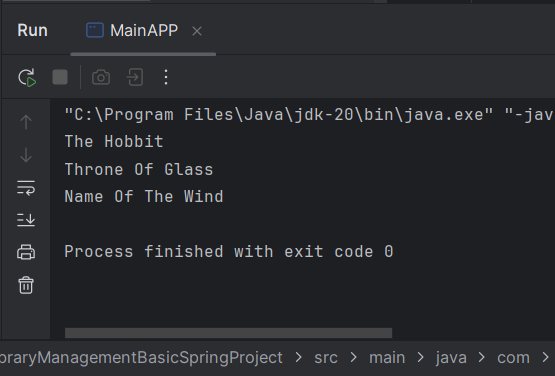 Run MainAPP
"C:\Program Files\Java\jdk-20\bin\java.exe" "-jav
The Hobbit
Throne Of Glass
Name Of The Wind
Process finished with exit code 0
braryManagementBasicSpringProject > src > main > java > com >